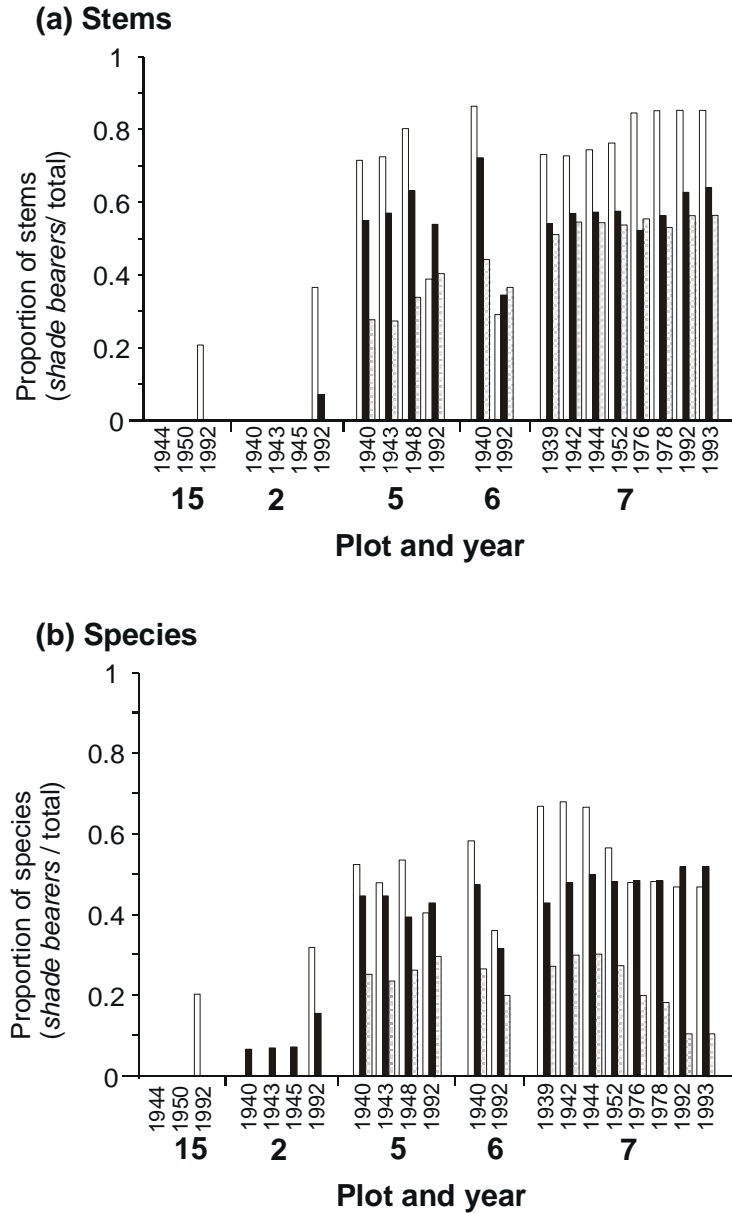 (a) Stems
Proportion of stems
(shade bearers/ total)
1
0.8
0.6
0.4
0.2
0
1944 1950 1992 1940 1943 1945 1992 1940 1943 1948 1992 1940 1992 1939 1942 1944 1952 1976 1978 1992 1993
15 2 5 6 7
Plot and year
(b) Species
Proportion of species
(shade bearers / total)
1
0.8
0.6
0.4
0.2
0
1944 1950 1992 1940 1943 1945 1992 1940 1943 1948 1992 1940 1992 1939 1942 1944 1952 1976 1978 1992 1993
15 2 5 6 7
Plot and year